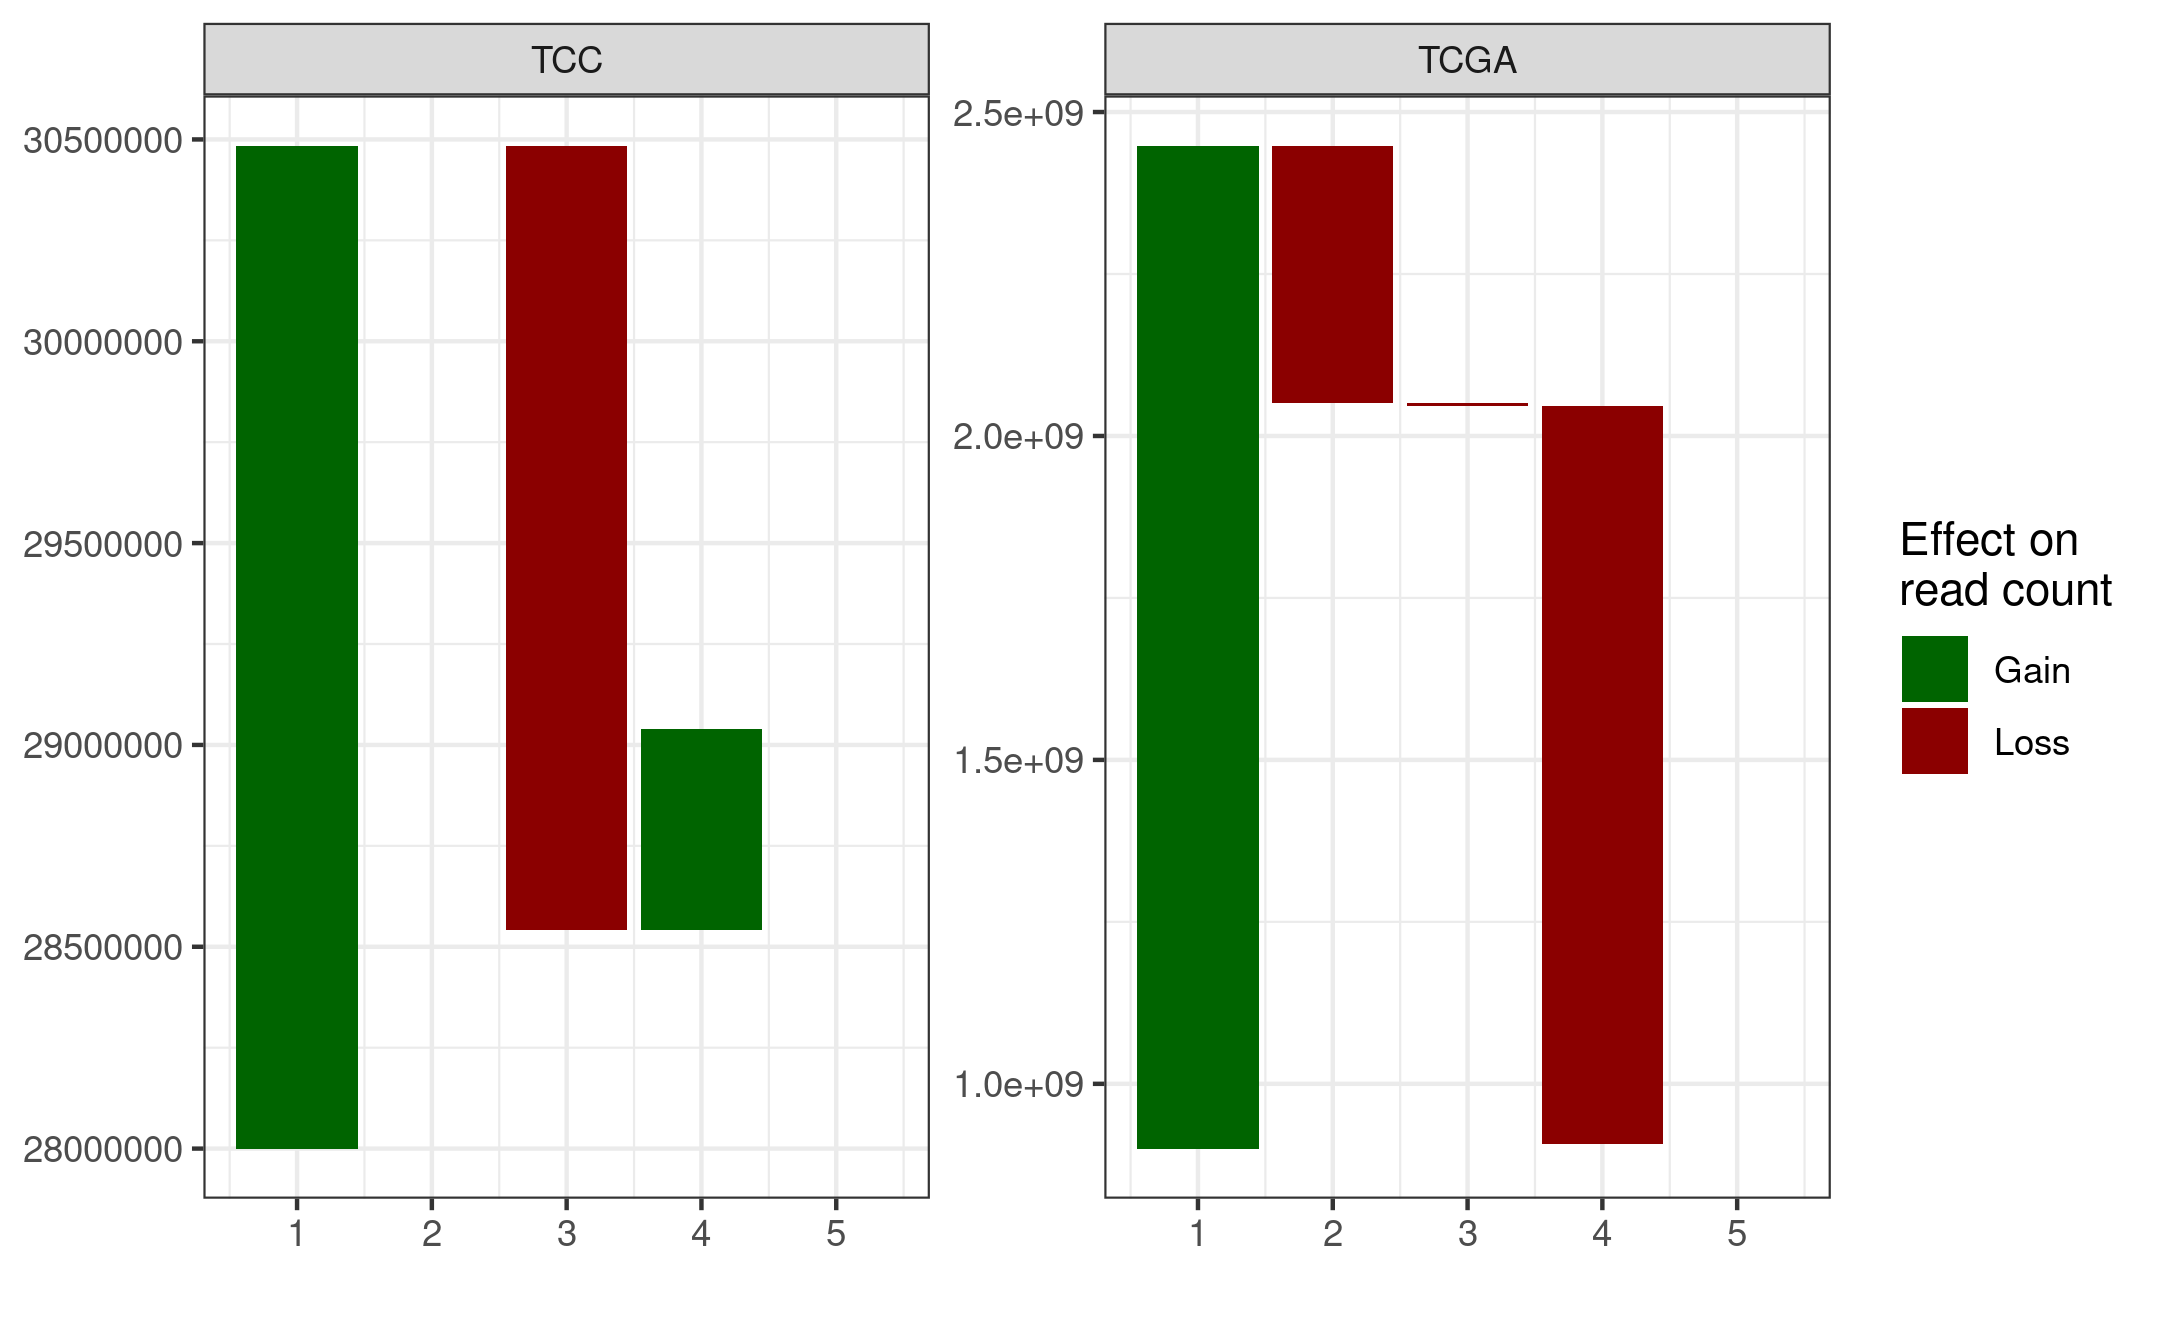 TCC
TCGA
30500000
30000000
29500000
29000000
28500000
28000000
2.5e+09
2.0e+09
1.5e+09
1.0e+09
1 2 3 4 5
1 2 3 4 5
Effect on
read count
Gain
Loss